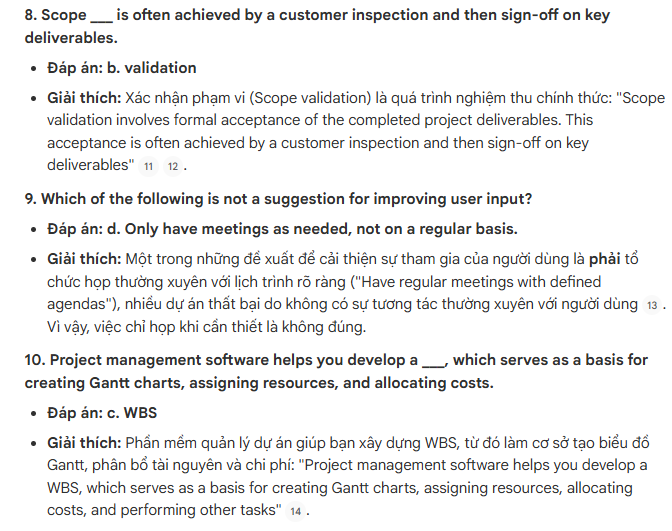 8. Scope ___ is often achieved by a customer inspection and then sign-off on key
deliverables.
• Đáp án: b. validation
• Giải thích: Xác nhận phạm vi (Scope validation) là quá trình nghiệm thu chính thức: "Scope
validation involves formal acceptance of the completed project deliverables. This
acceptance is often achieved by a customer inspection and then sign-off on key
deliverables" 11 12 .
9. Which of the following is not a suggestion for improving user input?
• Đáp án: d. Only have meetings as needed, not on a regular basis.
• Giải thích: Một trong những đề xuất để cải thiện sự tham gia của người dùng là phải tổ
chức họp thường xuyên với lịch trình rõ ràng ("Have regular meetings with defined
agendas"), nhiều dự án thất bại do không có sự tương tác thường xuyên với người dùng 13 .
Vì vậy, việc chỉ họp khi cần thiết là không đúng.
10. Project management software helps you develop a ___, which serves as a basis for
creating Gantt charts, assigning resources, and allocating costs.
• Đáp án: c. WBS
• Giải thích: Phần mềm quản lý dự án giúp bạn xây dựng WBS, từ đó làm cơ sở tạo biểu đồ
Gantt, phân bổ tài nguyên và chi phí: "Project management software helps you develop a
WBS, which serves as a basis for creating Gantt charts, assigning resources, allocating
costs, and performing other tasks" 14 .